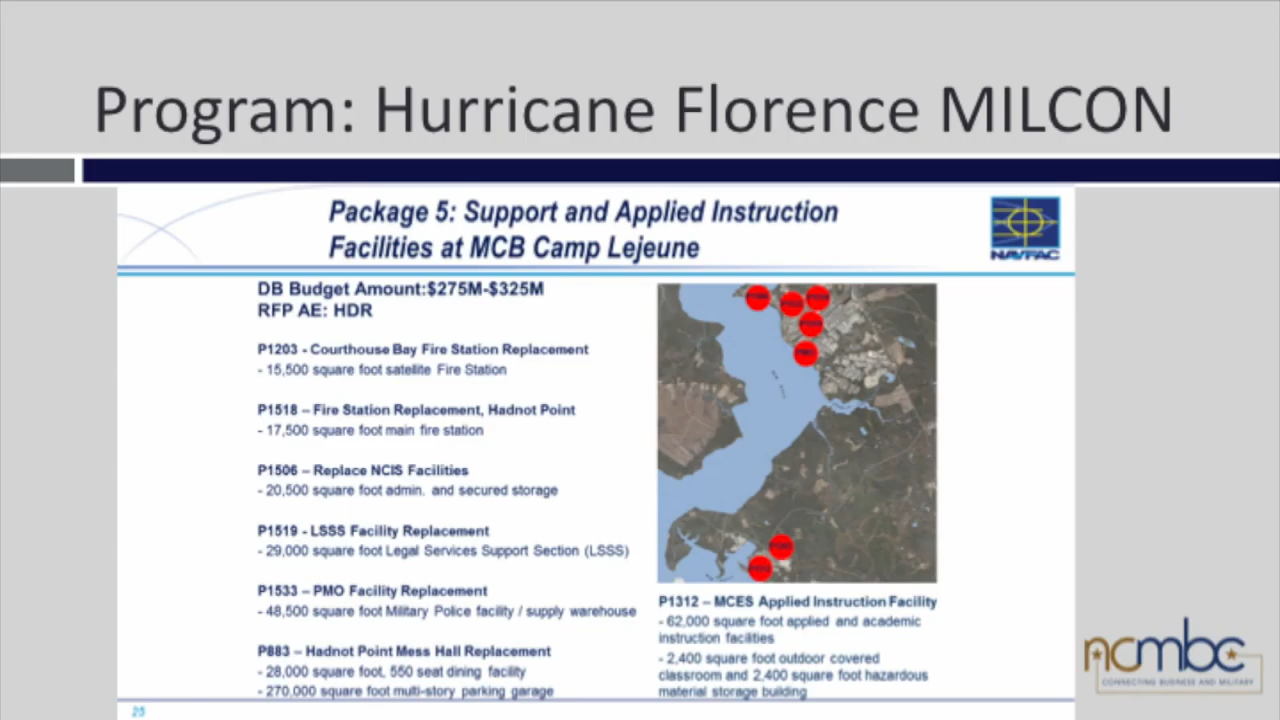 Program: Hurricane Florence MILCON
Package 5: Support and Applied Instruction
Facilities at MCB Camp Lejeune
NAVFAC
DB Budget Amount:$275M-$325M
RFP AE: HDR
P1203 - Courthouse Bay Fire Station Replacement
- 15,500 square foot satellite Fire Station
P1518 – Fire Station Replacement, Hadnot Point
- 17,500 square foot main fire station
P1506 – Replace NCIS Facilities
- 20,500 square foot admin. and secured storage
P1519 - LSSS Facility Replacement
- 29,000 square foot Legal Services Support Section (LSSS)
P1533 – PMO Facility Replacement
- 48,500 square foot Military Police facility / supply warehouse
P883 – Hadnot Point Mess Hall Replacement
- 28,000 square foot, 550 seat dining facility
- 270,000 square foot multi-story parking garage
P1312 – MCES Applied Instruction Facility
- 62,000 square foot applied and academic
instruction facilities
- 2,400 square foot outdoor covered
classroom and 2,400 square foot hazardous
material storage building
ncmbc
CONNECTING BUSINESS AND MILITARY
25